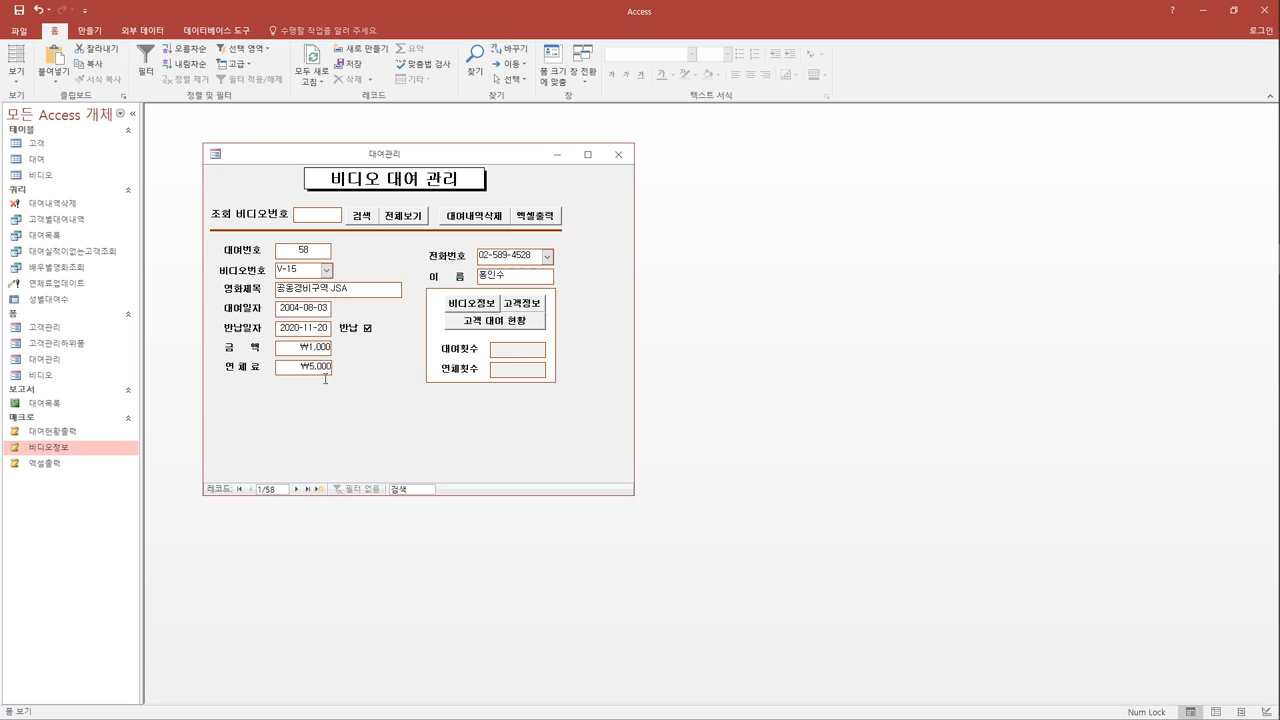 Access
로그인
파일 홈 만들기 외부 데이터 데이터베이스 도구 수행할 작업을 알려 주세요.
보기 붙여넣기 잘라내기 복사 서식 복사
필터 오름차순 내림차순 정렬 제거 선택 영역 고급 필터 적용/해제
모두 새로 고침 새로 만들기 저장 삭제 요약 맞춤법 검사 기타
찾기 바꾸기 이동 선택
폼 크기에 맞춤 창 전환
가 가 가 가
보기 클립보드 정렬 및 필터 레코드 찾기 창 텍스트 서식
모든 Access 개체
테이블
고객
대여
비디오
쿼리
대여내역삭제
고객별대여내역
대여목록
대여실적이없는고객조회
배우별영화조회
연체료업데이트
성별대여수
폼
고객관리
고객관리하위폼
대여관리
비디오
보고서
대여목록
매크로
대여현황출력
비디오정보
엑셀출력
대여관리
비디오 대여 관리
조회 비디오번호 검색 전체보기 대여내역삭제 엑셀출력
대여번호 58
비디오번호 V-15
영화제목 공동경비구역 JSA
대여일자 2004-08-03
반납일자 2020-11-20 반납
금 액 ₩1,000
연 체 료 ₩5,000
전화번호 02-589-4528
이 름 홍인수
비디오정보 고객정보
고객 대여 현황
대여횟수
연체횟수
레코드: 1/58 필터 없음 검색
폼 보기 Num Lock